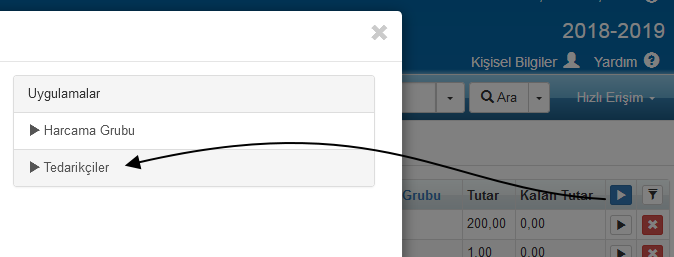 2018-2019
Kişisel Bilgiler Yardım
Ara Hızlı Erişim
Uygulamalar
Harcama Grubu
Tedarikçiler
Grubu Tutar Kalan Tutar
200,00 0,00
1,00 0,00